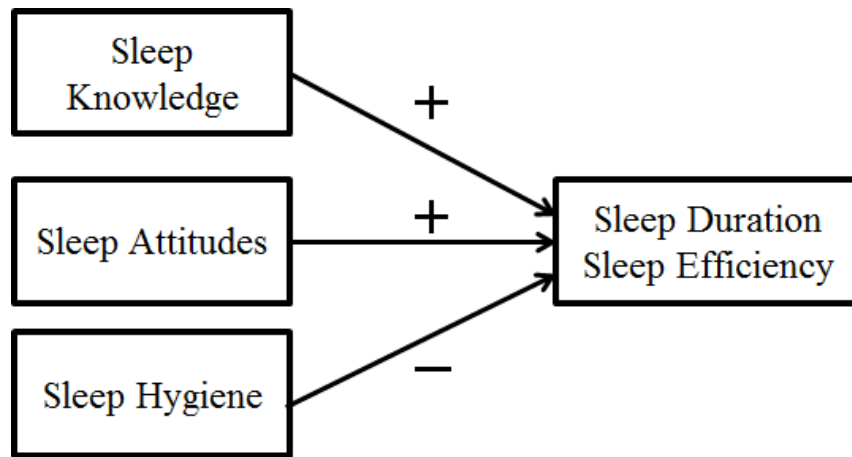 Sleep
Knowledge
+
Sleep Attitudes
+
Sleep Duration
Sleep Efficiency
Sleep Hygiene
−